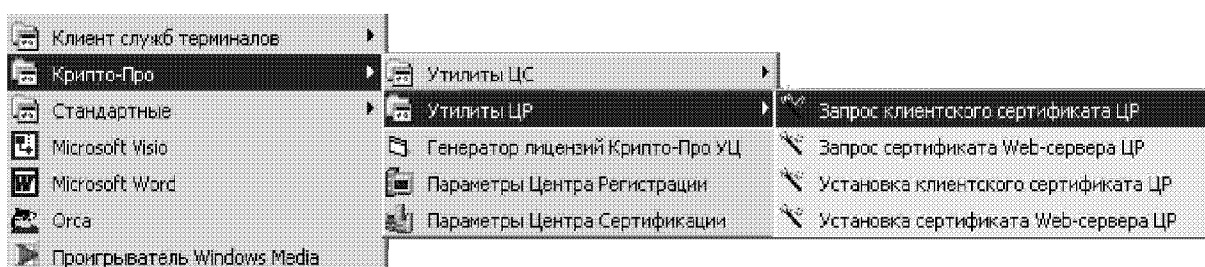 Клиент служб терминалов
Крипто-Про
Стандартные
Microsoft Visio
Microsoft Word
Orca
Проигрыватель Windows Media
Утилиты ЦС
Утилиты ЦР
Генератор лицензий Крипто-Про УЦ
Параметры Центра Регистрации
Параметры Центра Сертификации
Запрос клиентского сертификата ЦР
Запрос сертификата Web-сервера ЦР
Установка клиентского сертификата ЦР
Установка сертификата Web-сервера ЦР